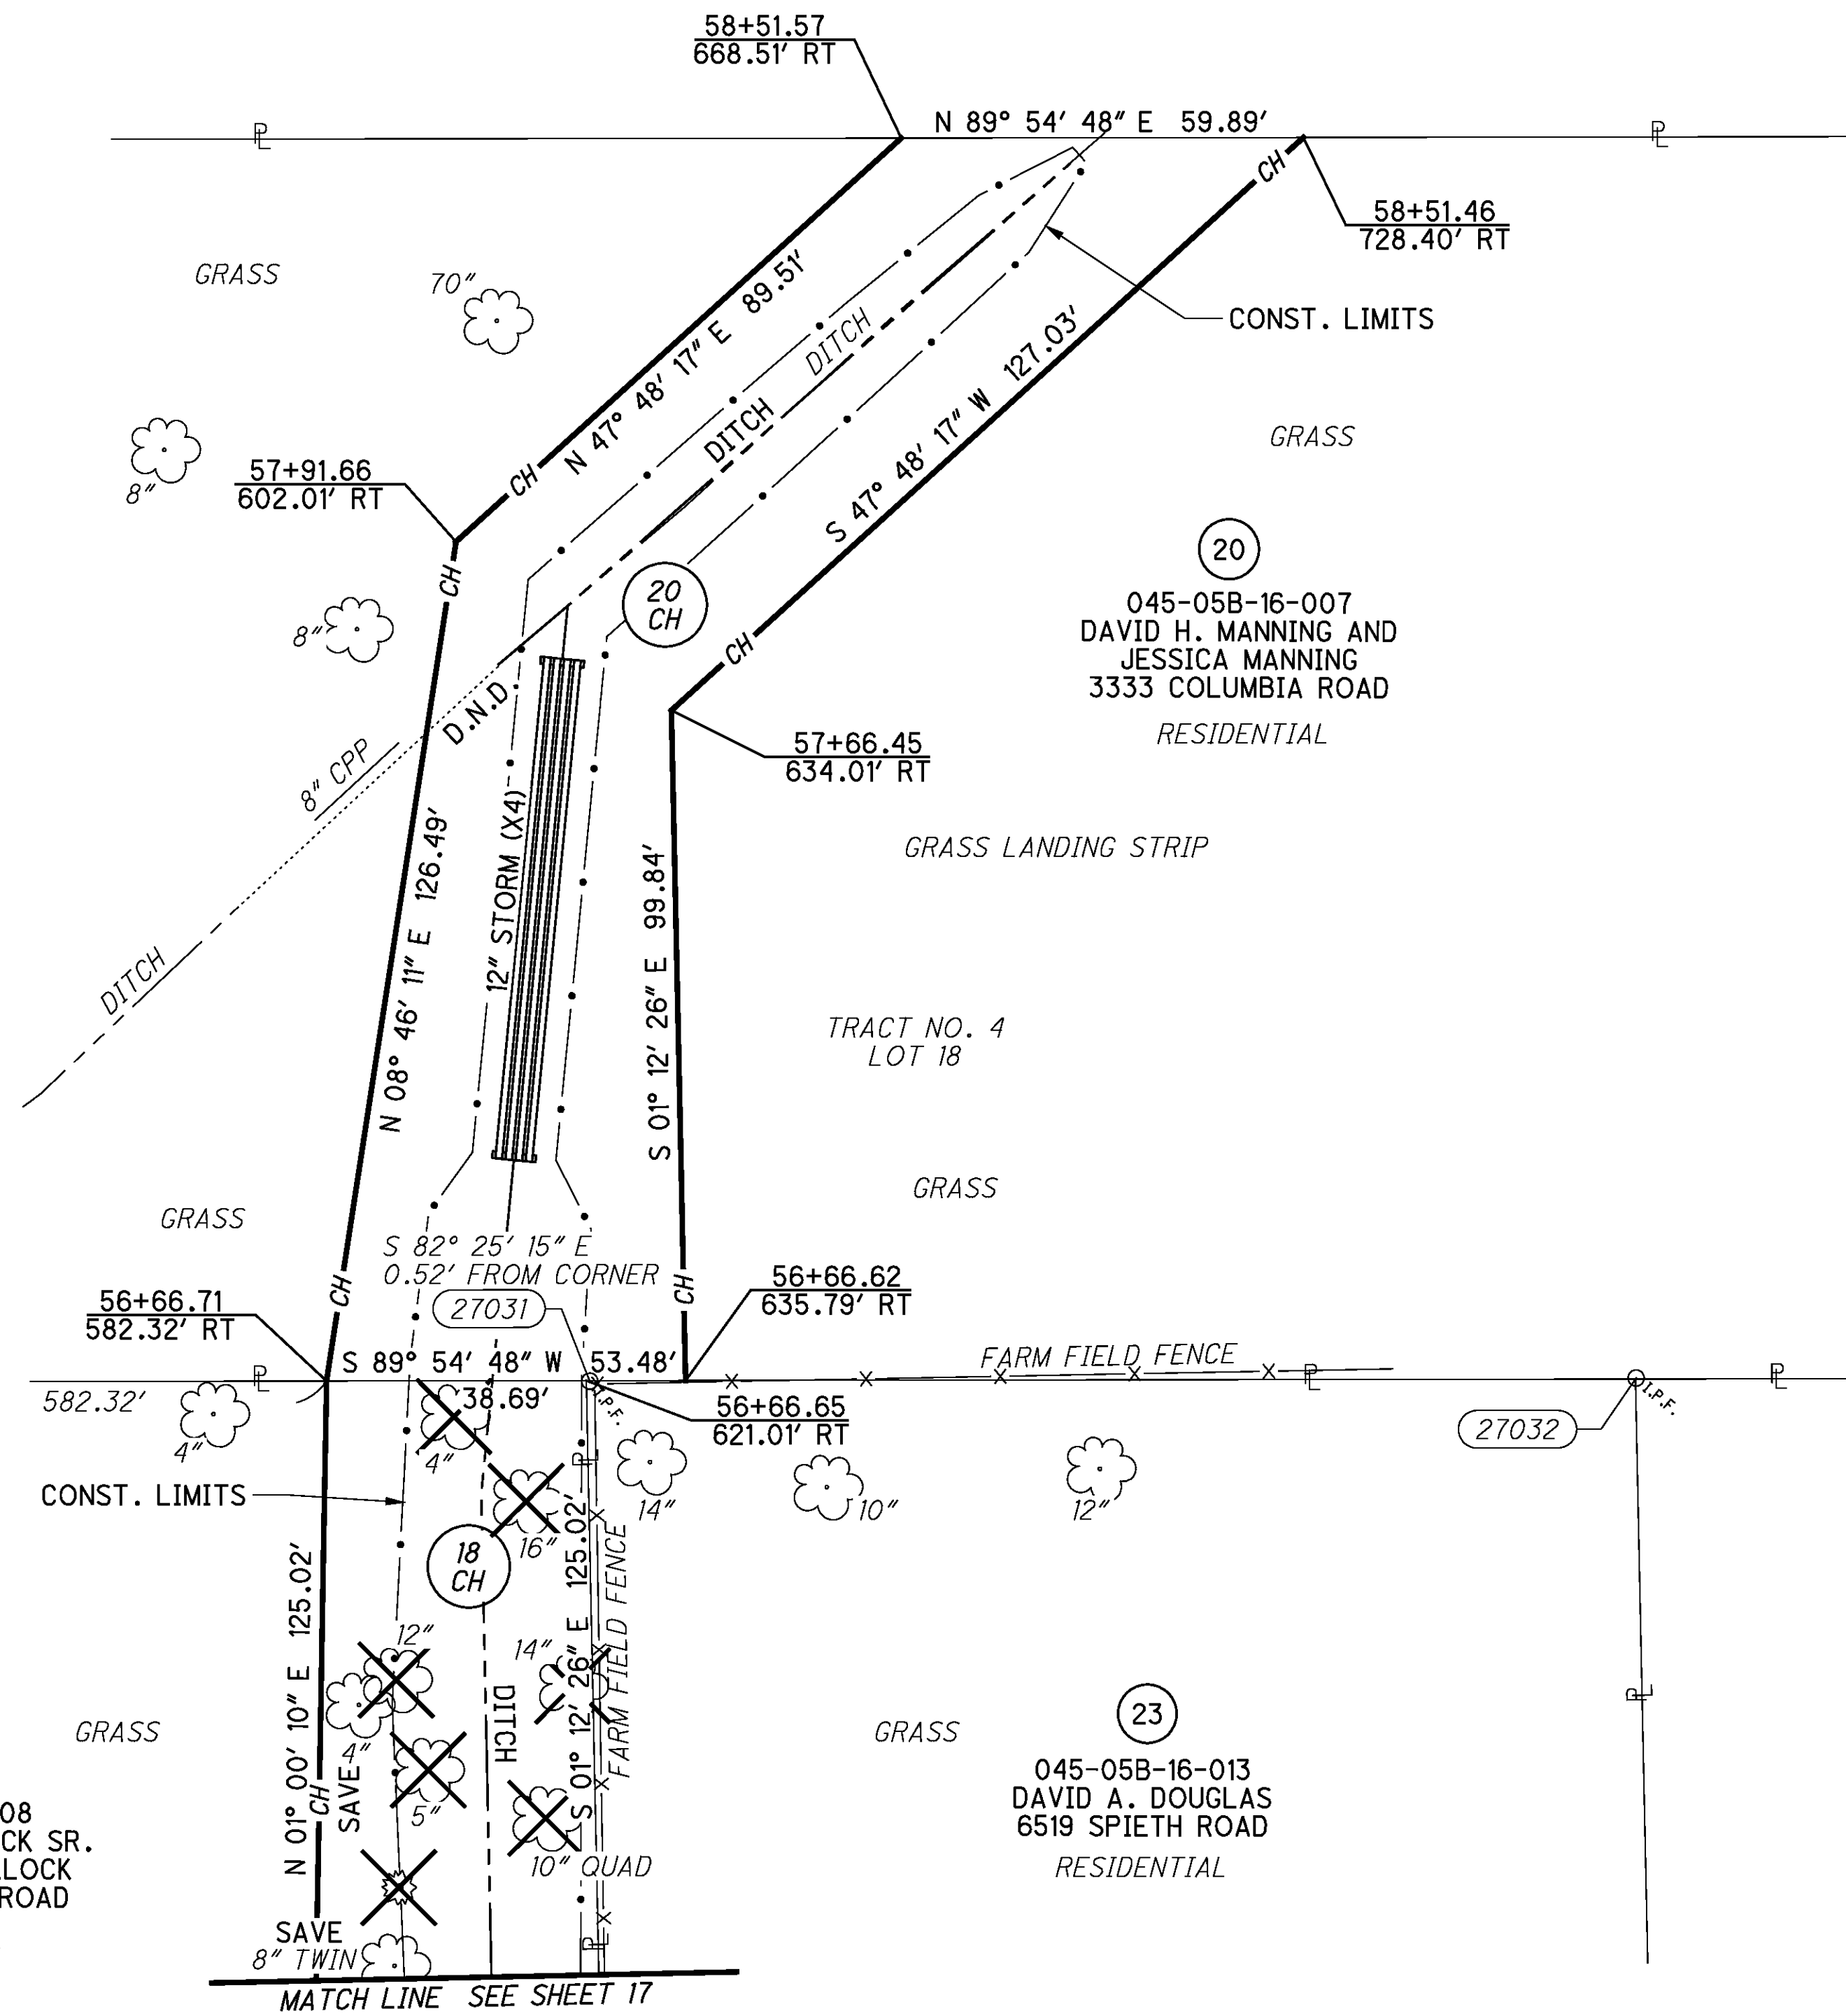 58+51.57
668.51' RT
N 89° 54' 48" E 59.89'
PL
PL
58+51.46
728.40' RT
CH
GRASS
70"
N 47° 48' 17" E 89.51'
DITCH
DITCH
CONST. LIMITS
S 47° 48' 17" W 127.03'
GRASS
8"
57+91.66
602.01' RT
CH
CH
8"
20
CH
CH
20
045-05B-16-007
DAVID H. MANNING AND
JESSICA MANNING
3333 COLUMBIA ROAD
RESIDENTIAL
D.N.D.
8" CPP
57+66.45
634.01' RT
DITCH
N 08° 46' 11" E 126.49'
12" STORM (X4)
S 01° 12' 26" E 99.84'
GRASS LANDING STRIP
TRACT NO. 4
LOT 18
GRASS
GRASS
S 82° 25' 15" E
0.52' FROM CORNER
CH
CH
27031
56+66.62
635.79' RT
56+66.71
582.32' RT
S 89° 54' 48" W 53.48'
PL
FARM FIELD FENCE
PL
PL
582.32'
38.69'
I.P.F.
56+66.65
621.01' RT
27032
I.P.F.
4"
4"
PL
14"
10"
12"
CONST. LIMITS
16"
18
CH
N 01° 00' 10" E 125.02'
CH
12"
14"
S 01° 12' 26" E 125.02'
FARM FIELD FENCE
DITCH
4"
SAVE
5"
10" QUAD
GRASS
GRASS
PL
23
045-05B-16-013
DAVID A. DOUGLAS
6519 SPIETH ROAD
RESIDENTIAL
08
CK SR.
LOCK
ROAD
SAVE
8" TWIN
PL
MATCH LINE SEE SHEET 17